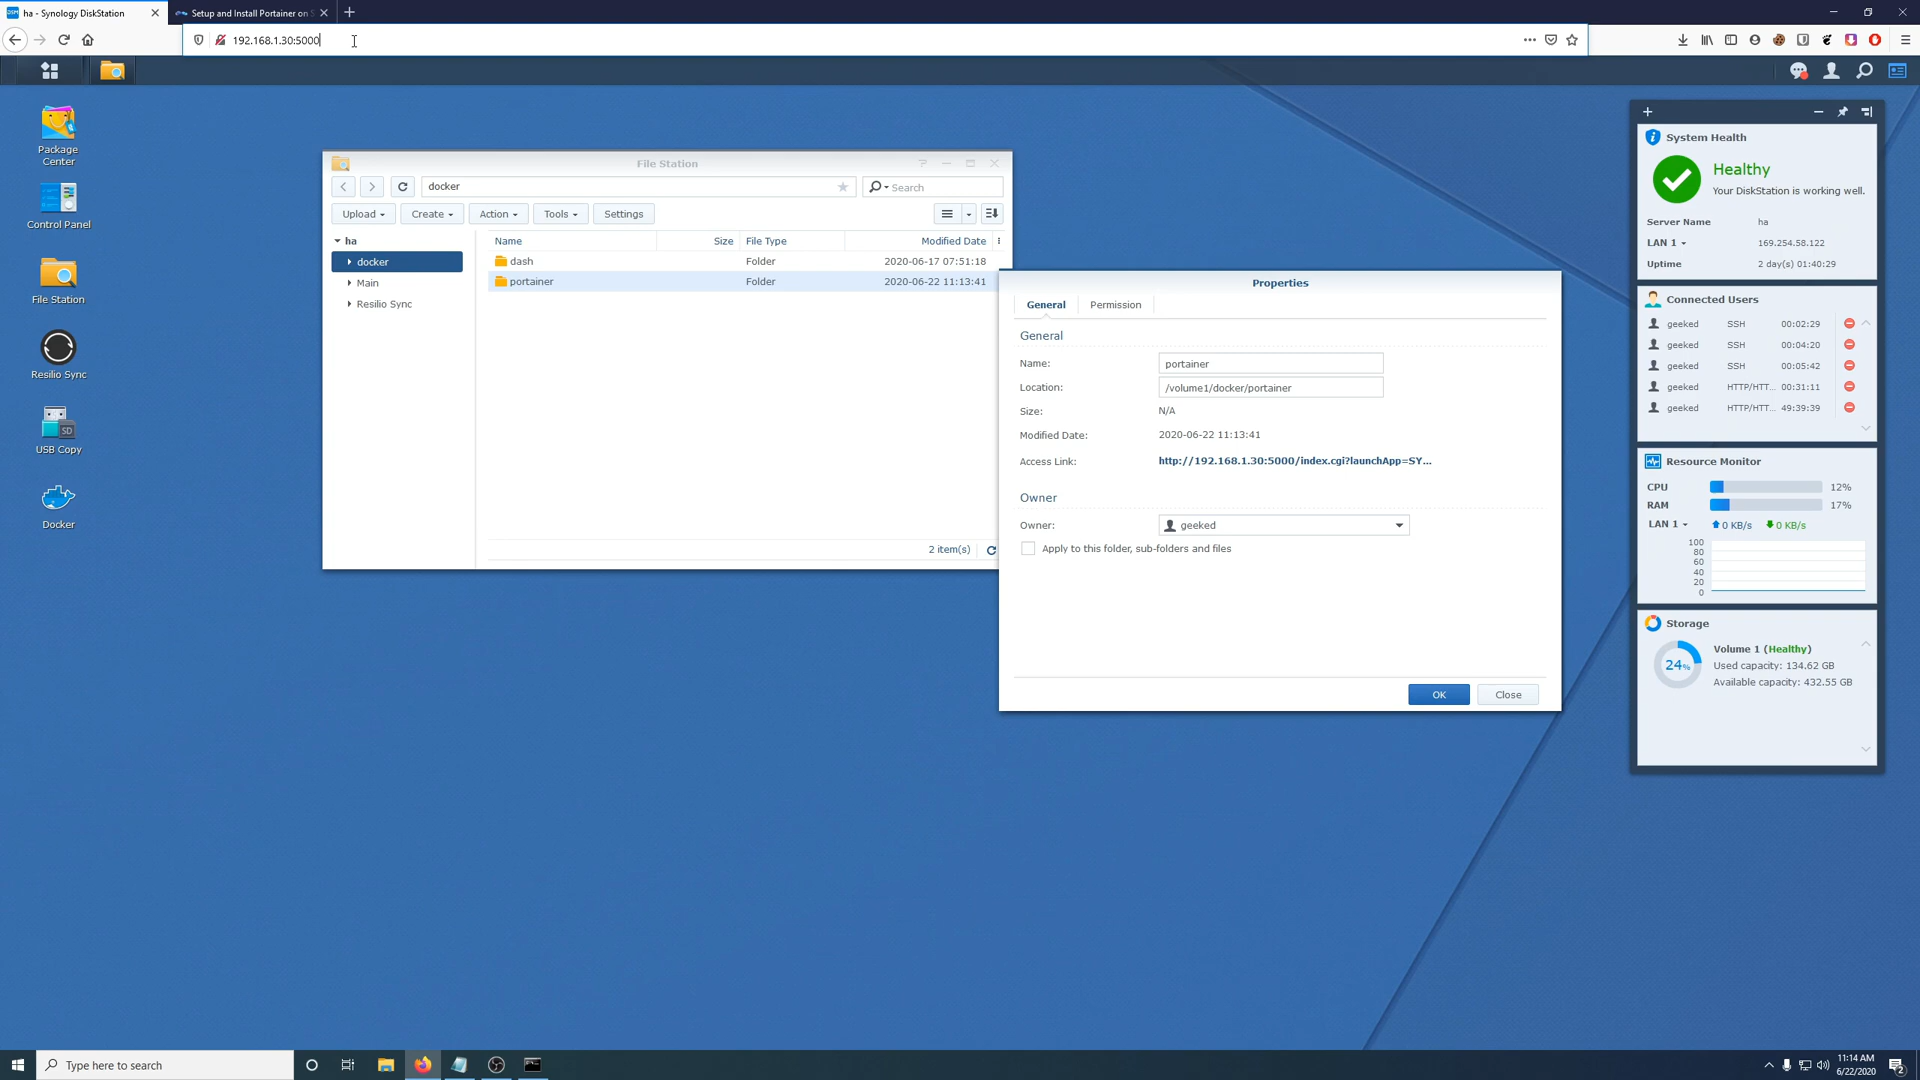 ha - Synology DiskStation
Setup and Install Portainer on S
192.168.1.30:5000
Package
Center
Control Panel
File Station
Resilio Sync
SD
USB Copy
Docker
File Station
docker
Search
Upload
Create
Action
Tools
Settings
ha
docker
Main
Resilio Sync
Name
Size
File Type
Modified Date
dash
Folder
2020-06-17 07:51:18
portainer
Folder
2020-06-22 11:13:41
2 item(s)
Properties
General
Permission
General
Name:
portainer
Location:
/volume1/docker/portainer
Size:
N/A
Modified Date:
2020-06-22 11:13:41
Access Link:
http://192.168.1.30:5000/index.cgi?launchApp=SY...
Owner
Owner:
geeked
Apply to this folder, sub-folders and files
OK
Close
System Health
Healthy
Your DiskStation is working well.
Server Name
ha
LAN 1
169.254.58.122
Uptime
2 day(s) 01:40:29
Connected Users
geeked SSH 00:02:29
geeked SSH 00:04:20
geeked SSH 00:05:42
geeked HTTP/HTT... 00:31:11
geeked HTTP/HTT... 49:39:39
Resource Monitor
CPU 12%
RAM 17%
LAN 1 0 KB/s 0 KB/s
100
80
60
40
20
0
Storage
24%
Volume 1 (Healthy)
Used capacity: 134.62 GB
Available capacity: 432.55 GB
Type here to search
11:14 AM
6/22/2020
2